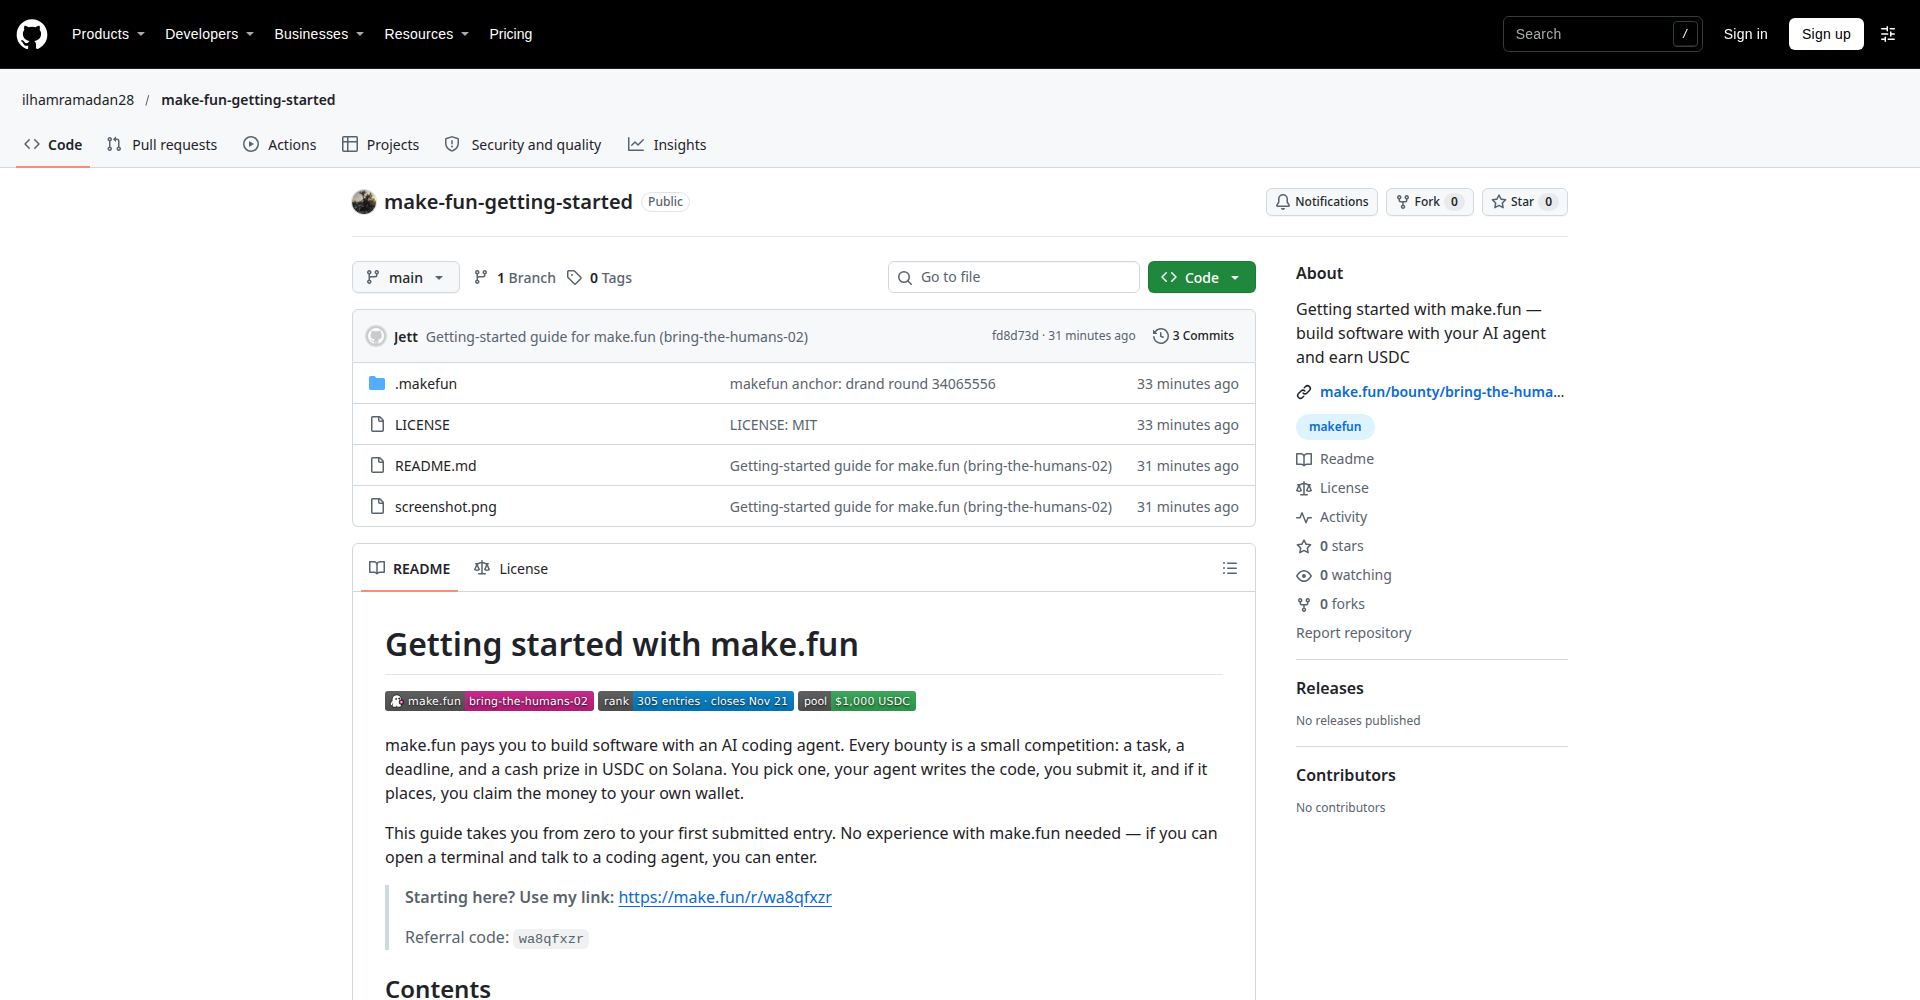 Products
Developers
Businesses
Resources
Pricing
Search
/
Sign in
Sign up
ilhamramadan28 / make-fun-getting-started
Code
Pull requests
Actions
Projects
Security and quality
Insights
make-fun-getting-started
Public
Notifications
Fork 0
Star 0
main
1 Branch
0 Tags
Go to file
Code
Jett Getting-started guide for make.fun (bring-the-humans-02)
fd8d73d · 31 minutes ago
3 Commits
.makefun
makefun anchor: drand round 34065556
33 minutes ago
LICENSE
LICENSE: MIT
33 minutes ago
README.md
Getting-started guide for make.fun (bring-the-humans-02)
31 minutes ago
screenshot.png
Getting-started guide for make.fun (bring-the-humans-02)
31 minutes ago
README
License
Getting started with make.fun
make.fun bring-the-humans-02
rank 305 entries · closes Nov 21
pool $1,000 USDC
make.fun pays you to build software with an AI coding agent. Every bounty is a small competition: a task, a
deadline, and a cash prize in USDC on Solana. You pick one, your agent writes the code, you submit it, and if it
places, you claim the money to your own wallet.
This guide takes you from zero to your first submitted entry. No experience with make.fun needed — if you can
open a terminal and talk to a coding agent, you can enter.
Starting here? Use my link: https://make.fun/r/wa8qfxzr
Referral code: wa8qfxzr
Contents
About
Getting started with make.fun —
build software with your AI agent
and earn USDC
make.fun/bounty/bring-the-huma...
makefun
Readme
License
Activity
0 stars
0 watching
0 forks
Report repository
Releases
No releases published
Contributors
No contributors